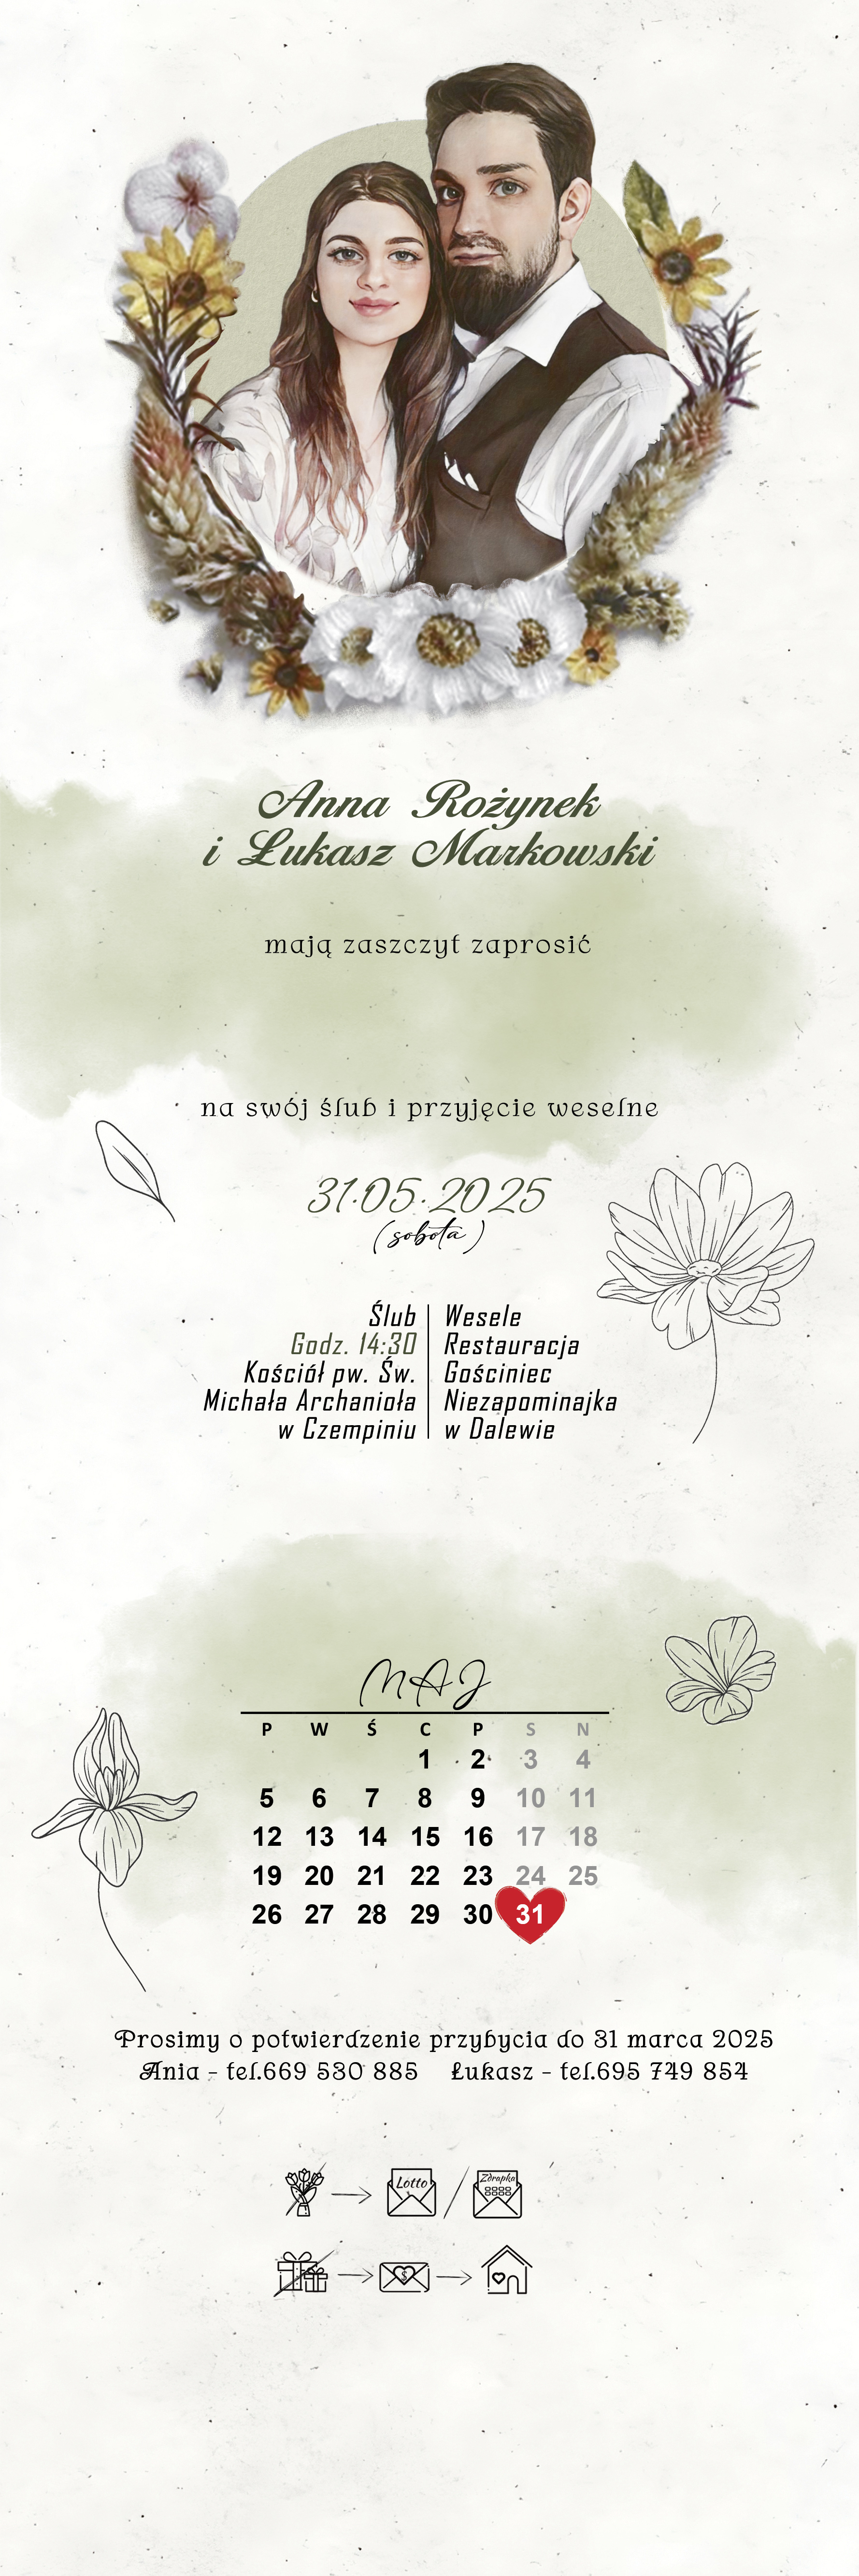 Anna Rożynek
i Łukasz Markowski
mają zaszczyt zaprosić
na swój ślub i przyjęcie weselne
31.05.2025
(sobota)
Ślub
Godz. 14:30
Kościół pw. Św.
Michała Archanioła
w Czempiniu
Wesele
Restauracja
Gościniec
Niezapominajka
w Dalewie
MAJ
P W Ś C P S N
1 2 3 4
5 6 7 8 9 10 11
12 13 14 15 16 17 18
19 20 21 22 23 24 25
26 27 28 29 30 31
Prosimy o potwierdzenie przybycia do 31 marca 2025
Ania - tel.669 530 885 Łukasz - tel.695 749 854
Lotto / Zdrapka
$